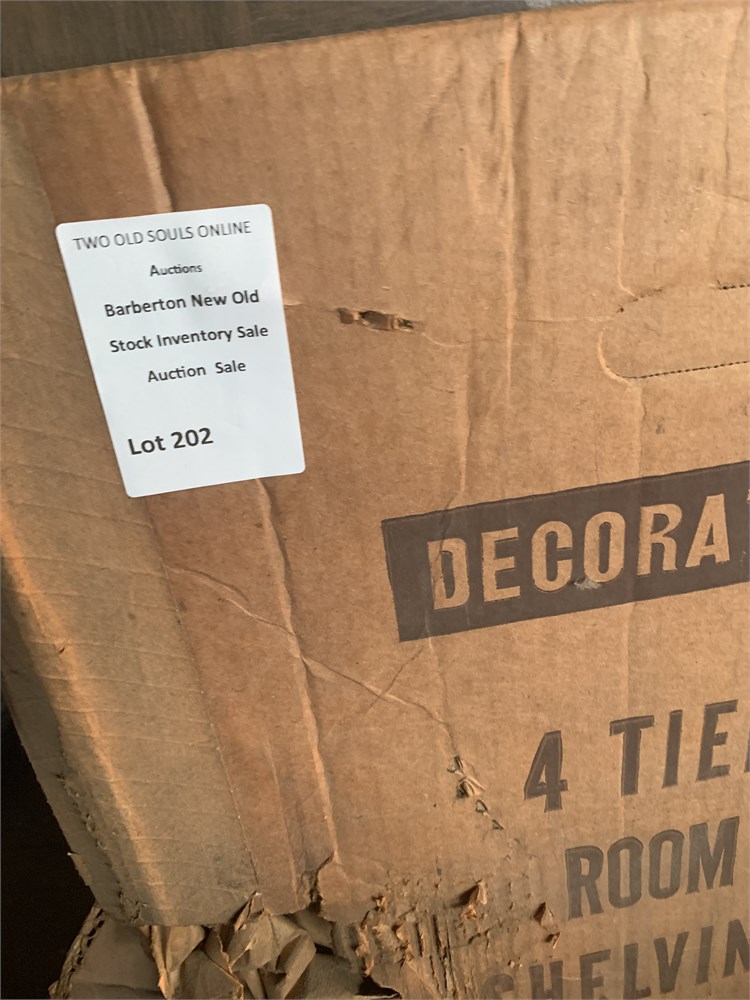 TWO OLD SOULS ONLINE
Auctions
Barberton New Old
Stock Inventory Sale
Auction Sale
Lot 202
DECORA
4 TIE
ROOM
SHELVIN